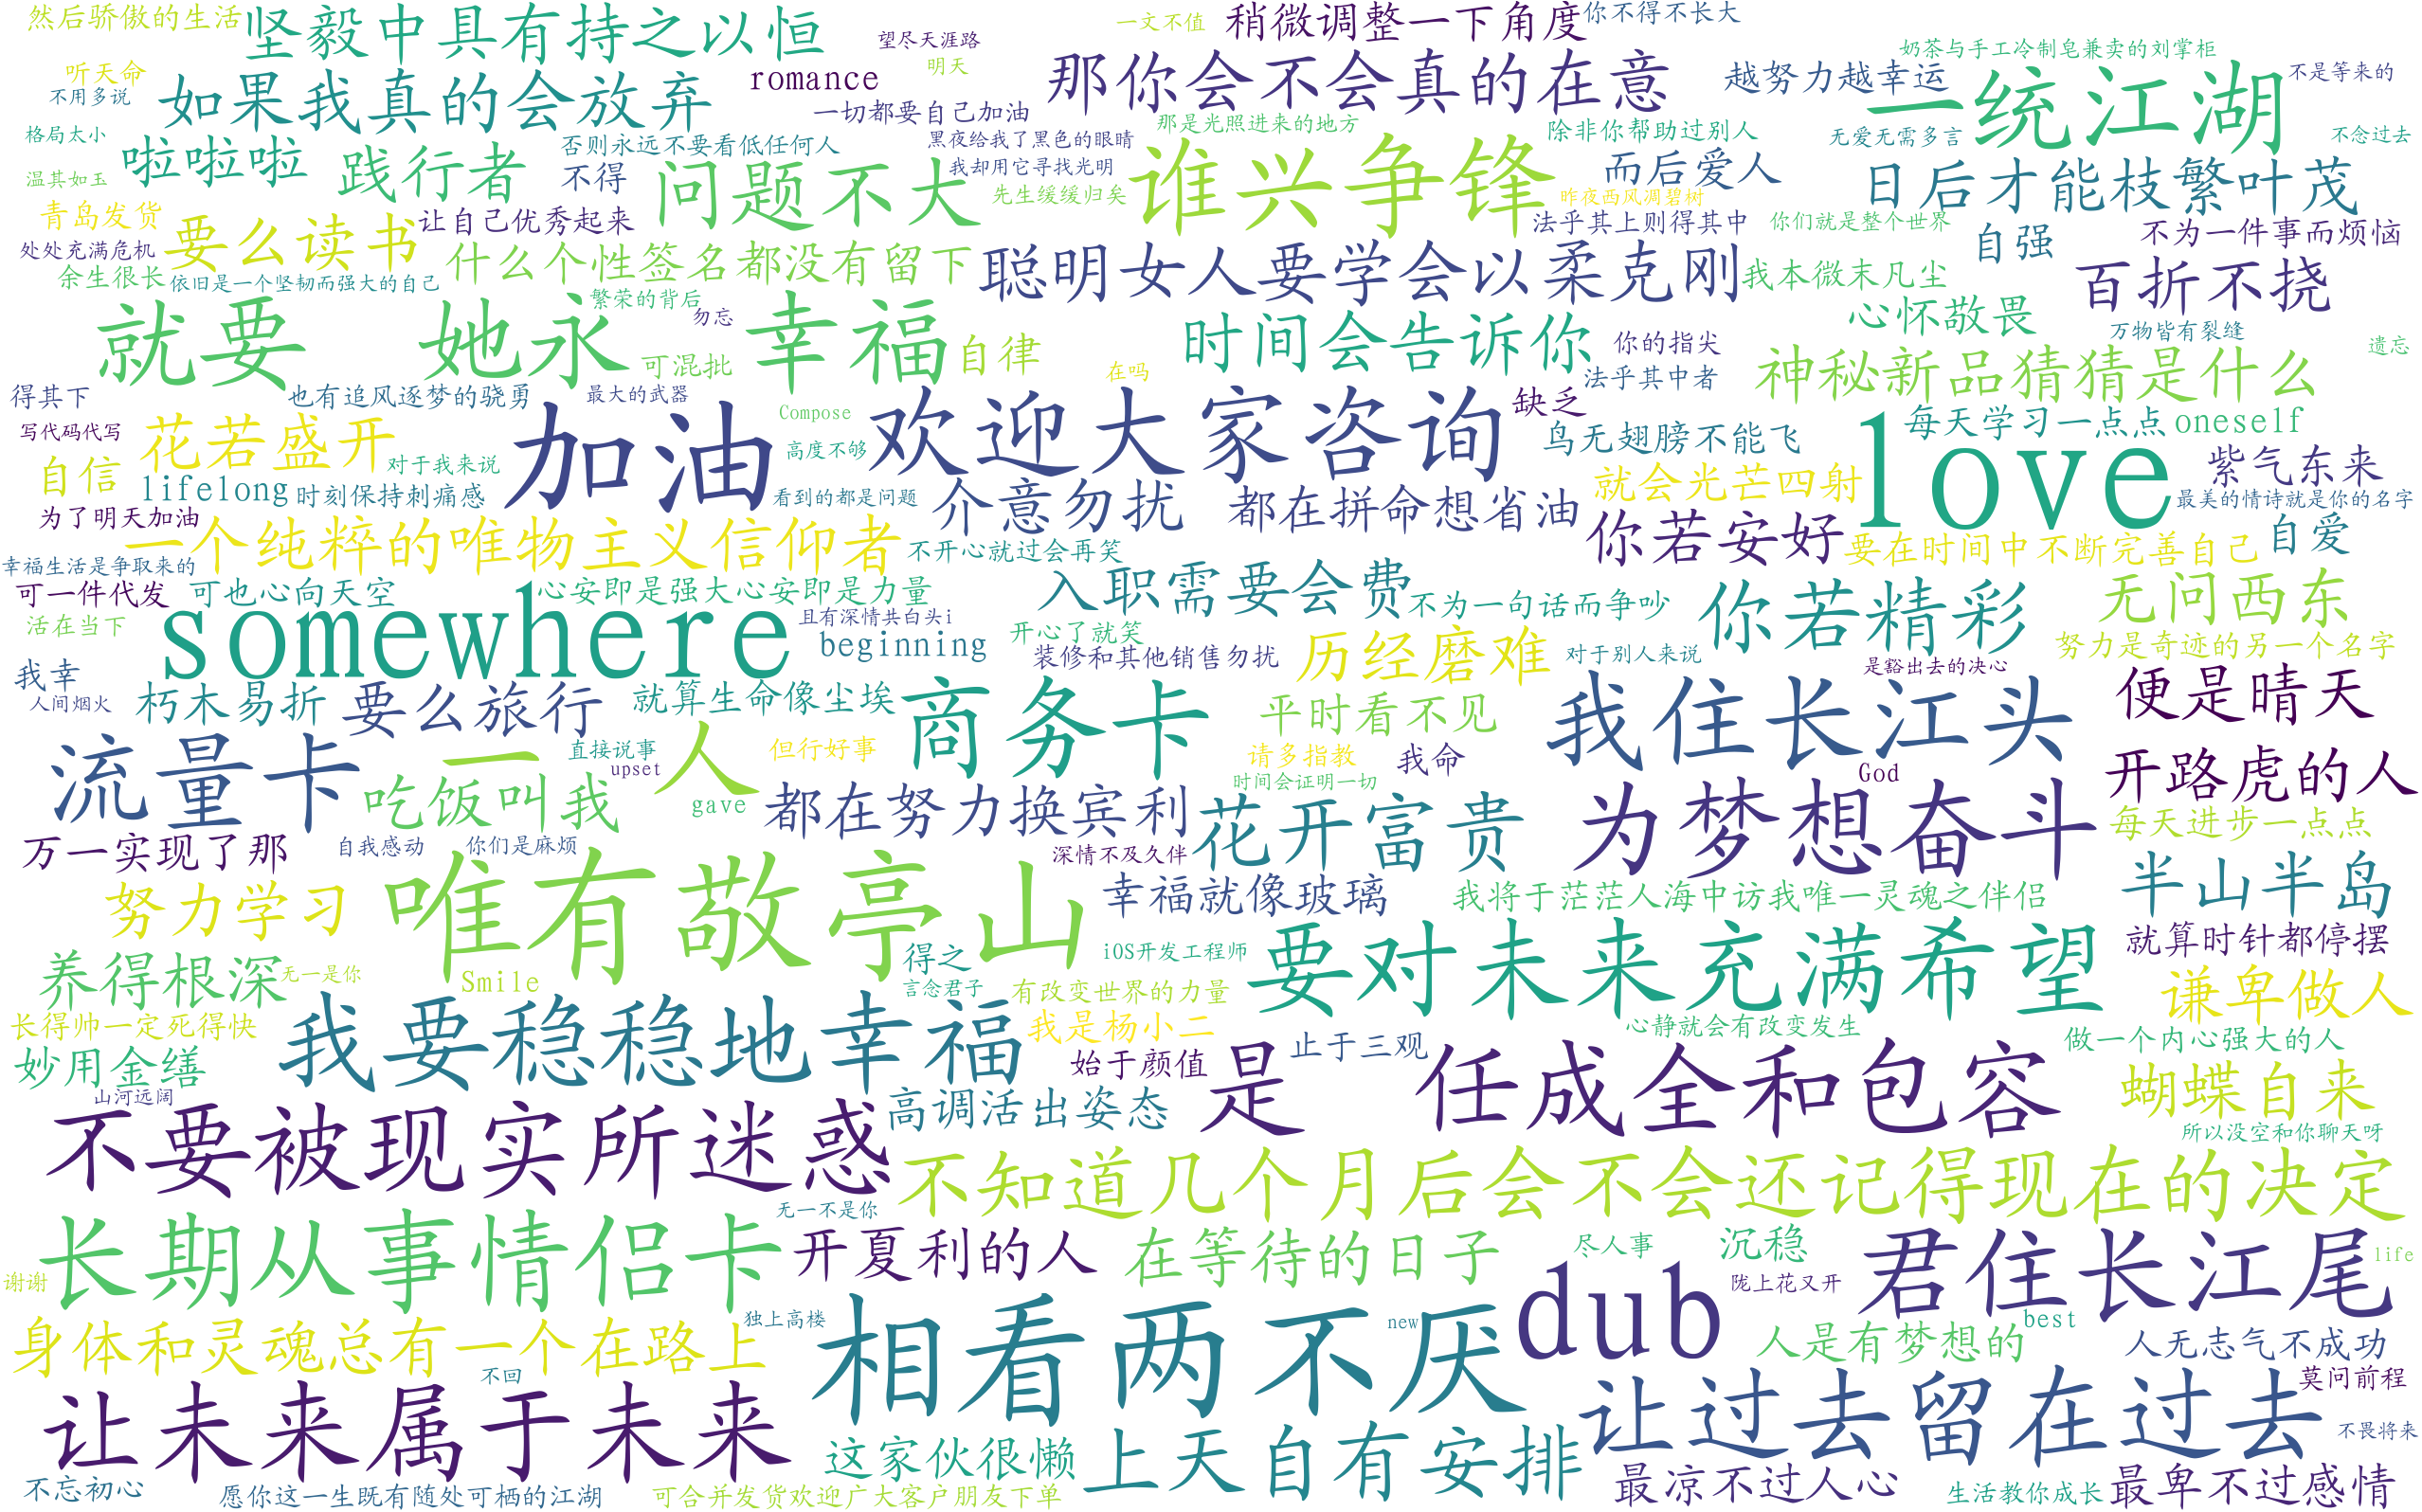 然后骄傲的生活
坚毅中具有持之以恒
望尽天涯路
一文不值
稍微调整一下角度
你不得不长大
奶茶与手工冷制皂兼卖的刘掌柜
听天命
不用多说
如果我真的会放弃
romance
明天
那你会不会真的在意
越努力越幸运
一统江湖
不是等来的
格局太小
啦啦啦
践行者
一切都要自己加油
否则永远不要看低任何人
黑夜给我了黑色的眼睛
那是光照进来的地方
除非你帮助过别人
无爱无需多言
不念过去
温其如玉
不得
问题不大
我却用它寻找光明
先生缓缓归矣
谁兴争锋
而后爱人
昨夜西风凋碧树
日后才能枝繁叶茂
青岛发货
要么读书
让自己优秀起来
法乎其上则得其中
你们就是整个世界
自强
不为一件事而烦恼
处处充满危机
余生很长
依旧是一个坚韧而强大的自己
什么个性签名都没有留下
聪明女人要学会以柔克刚
我本微末凡尘
百折不挠
就要
她永
繁荣的背后
勿忘
幸福
可混批
自律
时间会告诉你
你的指尖
心怀敬畏
万物皆有裂缝
遗忘
得其下
也有追风逐梦的骁勇
最大的武器
在吗
法乎其中者
神秘新品猜猜是什么
写代码代写
花若盛开
加油
Compose
欢迎大家咨询
缺乏
每天学习一点点
oneself
自信
对于我来说
高度不够
鸟无翅膀不能飞
love
紫气东来
lifelong
时刻保持刺痛感
看到的都是问题
介意勿扰
都在拼命想省油
就会光芒四射
最美的情诗就是你的名字
为了明天加油
一个纯粹的唯物主义信仰者
不开心就过会再笑
你若安好
要在时间中不断完善自己
自爱
幸福生活是争取来的
可一件代发
可也心向天空
心安即是强大心安即是力量
入职需要会费
不为一句话而争吵
无问西东
活在当下
somewhere
且有深情共白头i
beginning
开心了就笑
你若精彩
努力是奇迹的另一个名字
我幸
装修和其他销售勿扰
历经磨难
对于别人来说
是豁出去的决心
人间烟火
朽木易折
要么旅行
就算生命像尘埃
商务卡
平时看不见
我住长江头
便是晴天
流量卡
一人
直接说事
upset
但行好事
请多指教
我命
God
开路虎的人
吃饭叫我
gave
时间会证明一切
都在努力换宾利
花开富贵
为梦想奋斗
每天进步一点点
万一实现了那
自我感动
你们是麻烦
深情不及久伴
半山半岛
努力学习
唯有敬亭山
幸福就像玻璃
我将于茫茫人海中访我唯一灵魂之伴侣
养得根深
无一是你
Smile
得之
iOS开发工程师
要对未来充满希望
就算时针都停摆
言念君子
有改变世界的力量
谦卑做人
长得帅一定死得快
我要稳稳地幸福
我是杨小二
心静就会有改变发生
妙用金缮
始于颜值
止于三观
做一个内心强大的人
山河远阔
高调活出姿态
是
任成全和包容
蝴蝶自来
不要被现实所迷惑
所以没空和你聊天呀
不知道几个月后会不会还记得现在的决定
无一不是你
长期从事情侣卡
开夏利的人
在等待的日子
尽人事
沉稳
君住长江尾
life
谢谢
dub
陇上花又开
身体和灵魂总有一个在路上
独上高楼
相看两不厌
new
人是有梦想的
best
人无志气不成功
不回
让未来属于未来
让过去留在过去
莫问前程
这家伙很懒
上天自有安排
不畏将来
不忘初心
愿你这一生既有随处可栖的江湖
可合并发货欢迎广大客户朋友下单
最凉不过人心
生活教你成长
最卑不过感情